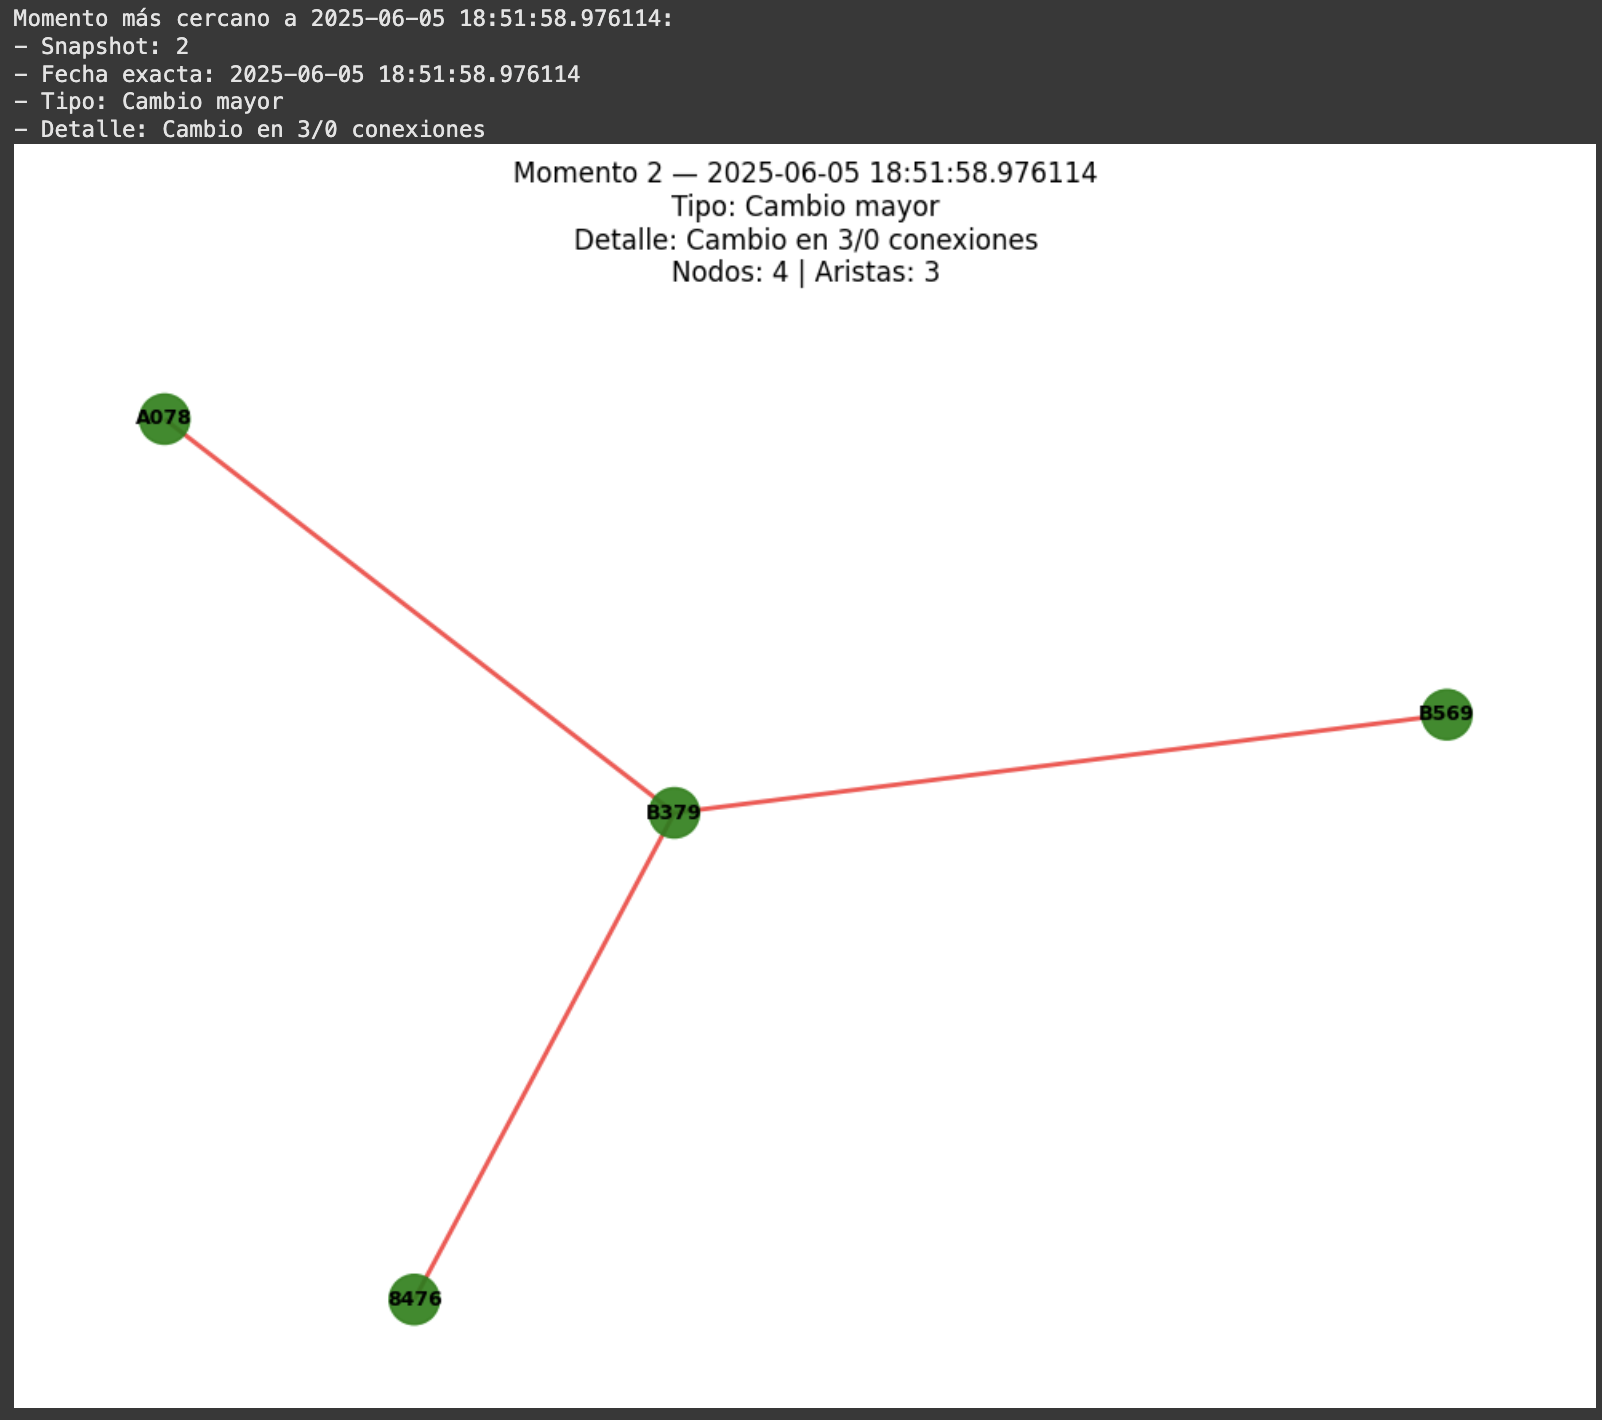 Momento más cercano a 2025-06-05 18:51:58.976114:
- Snapshot: 2
- Fecha exacta: 2025-06-05 18:51:58.976114
- Tipo: Cambio mayor
- Detalle: Cambio en 3/0 conexiones
Momento 2 — 2025-06-05 18:51:58.976114
Tipo: Cambio mayor
Detalle: Cambio en 3/0 conexiones
Nodos: 4 | Aristas: 3
A078
B569
B379
8476